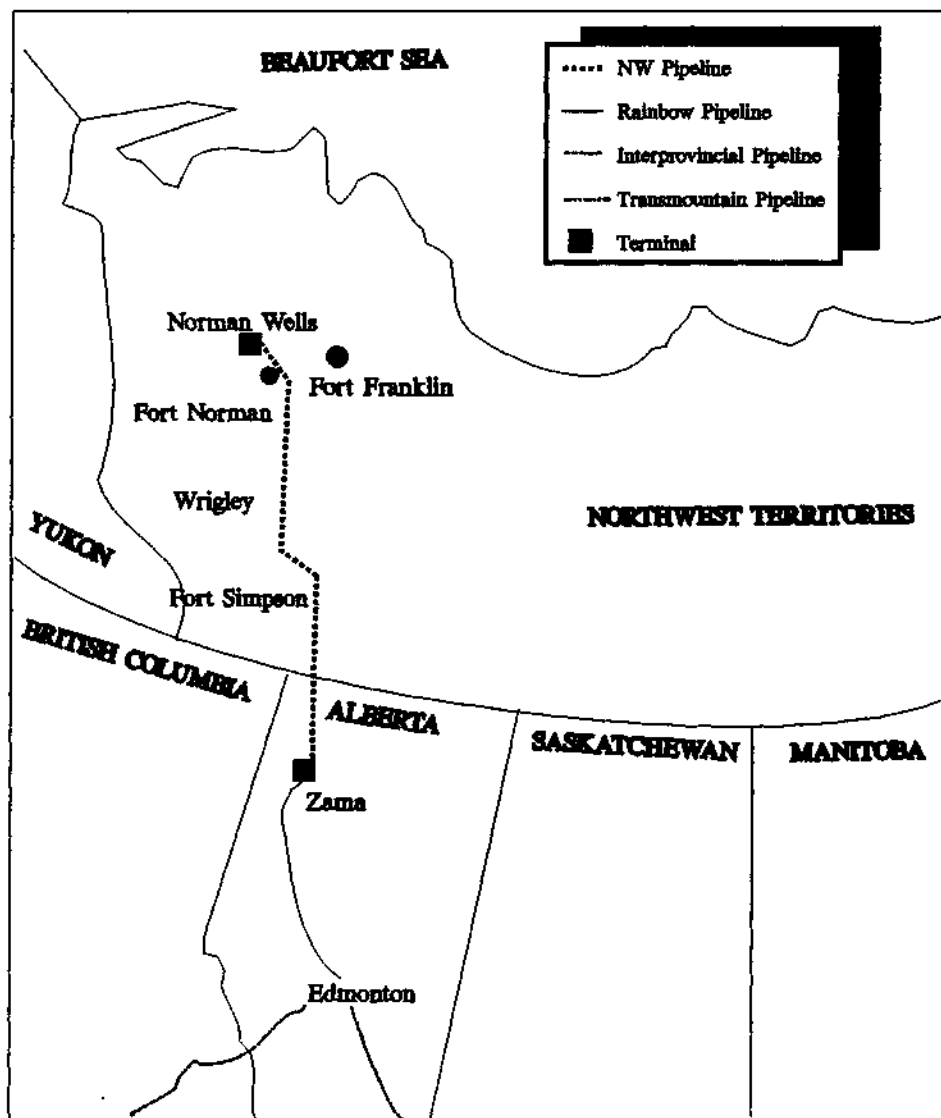 BEAUFORT SEA
NW Pipeline
Rainbow Pipeline
Interprovincial Pipeline
Transmountain Pipeline
Terminal
Norman Wells
Fort Franklin
Fort Norman
Wrigley
NORTHWEST TERRITORIES
YUKON
Fort Simpson
BRITISH COLUMBIA
ALBERTA
SASKATCHEWAN
MANITOBA
Zama
Edmonton